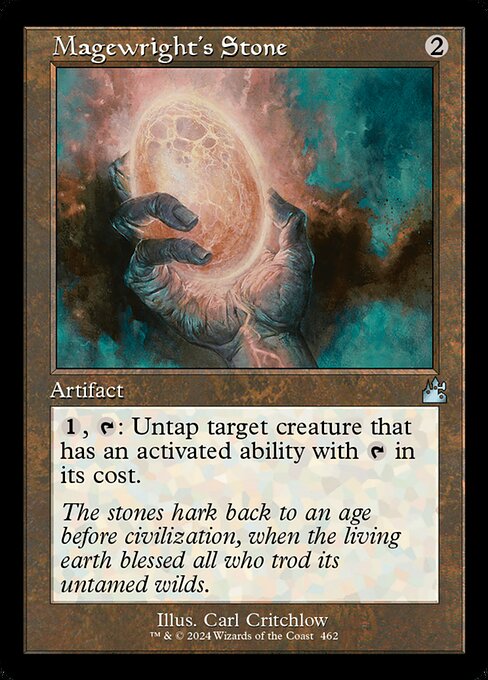 Magewright's Stone 2
Artifact
1, : Untap target creature that
has an activated ability with in
its cost.
The stones hark back to an age
before civilization, when the living
earth blessed all who trod its
untamed wilds.
Illus. Carl Critchlow
™ & © 2024 Wizards of the Coast 462